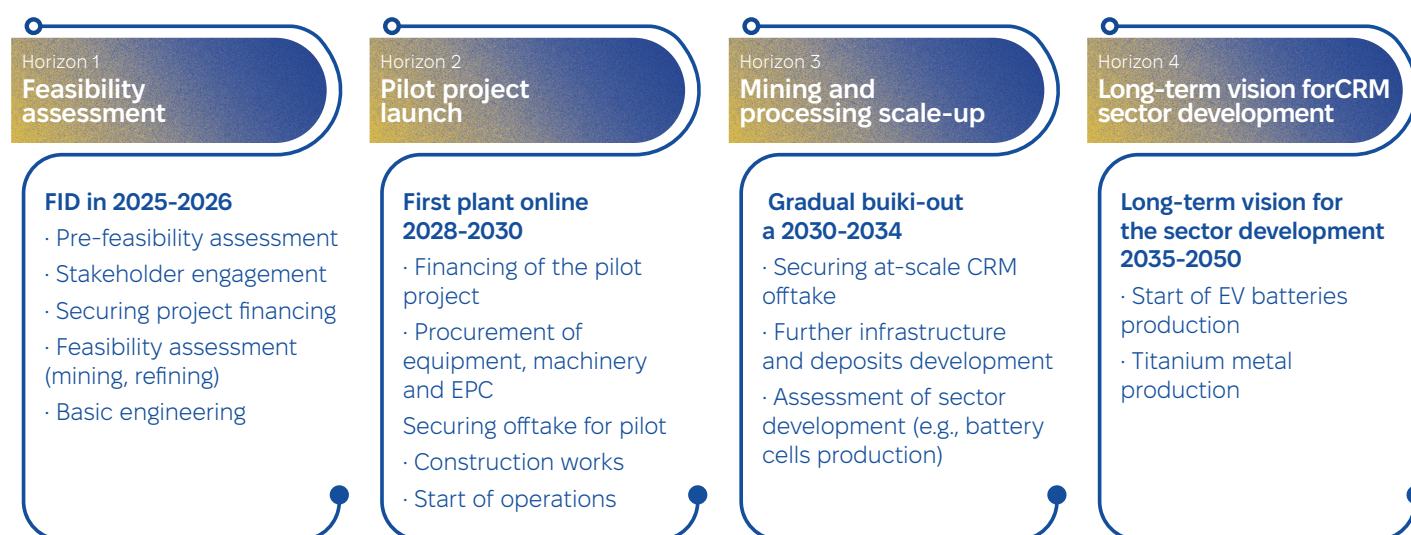 Horizon 1
Feasibility
assessment
FID in 2025-2026
· Pre-feasibility assessment
· Stakeholder engagement
· Securing project financing
· Feasibility assessment
(mining, refining)
· Basic engineering
Horizon 2
Pilot project
launch
First plant online
2028-2030
· Financing of the pilot
project
· Procurement of
equipment, machinery
and EPC
Securing offtake for pilot
· Construction works
· Start of operations
Horizon 3
Mining and
processing scale-up
Gradual buiki-out
a 2030-2034
· Securing at-scale CRM
offtake
· Further infrastructure
and deposits development
· Assessment of sector
development (e.g., battery
cells production)
Horizon 4
Long-term vision forCRM
sector development
Long-term vision for
the sector development
2035-2050
· Start of EV batteries
production
· Titanium metal
production